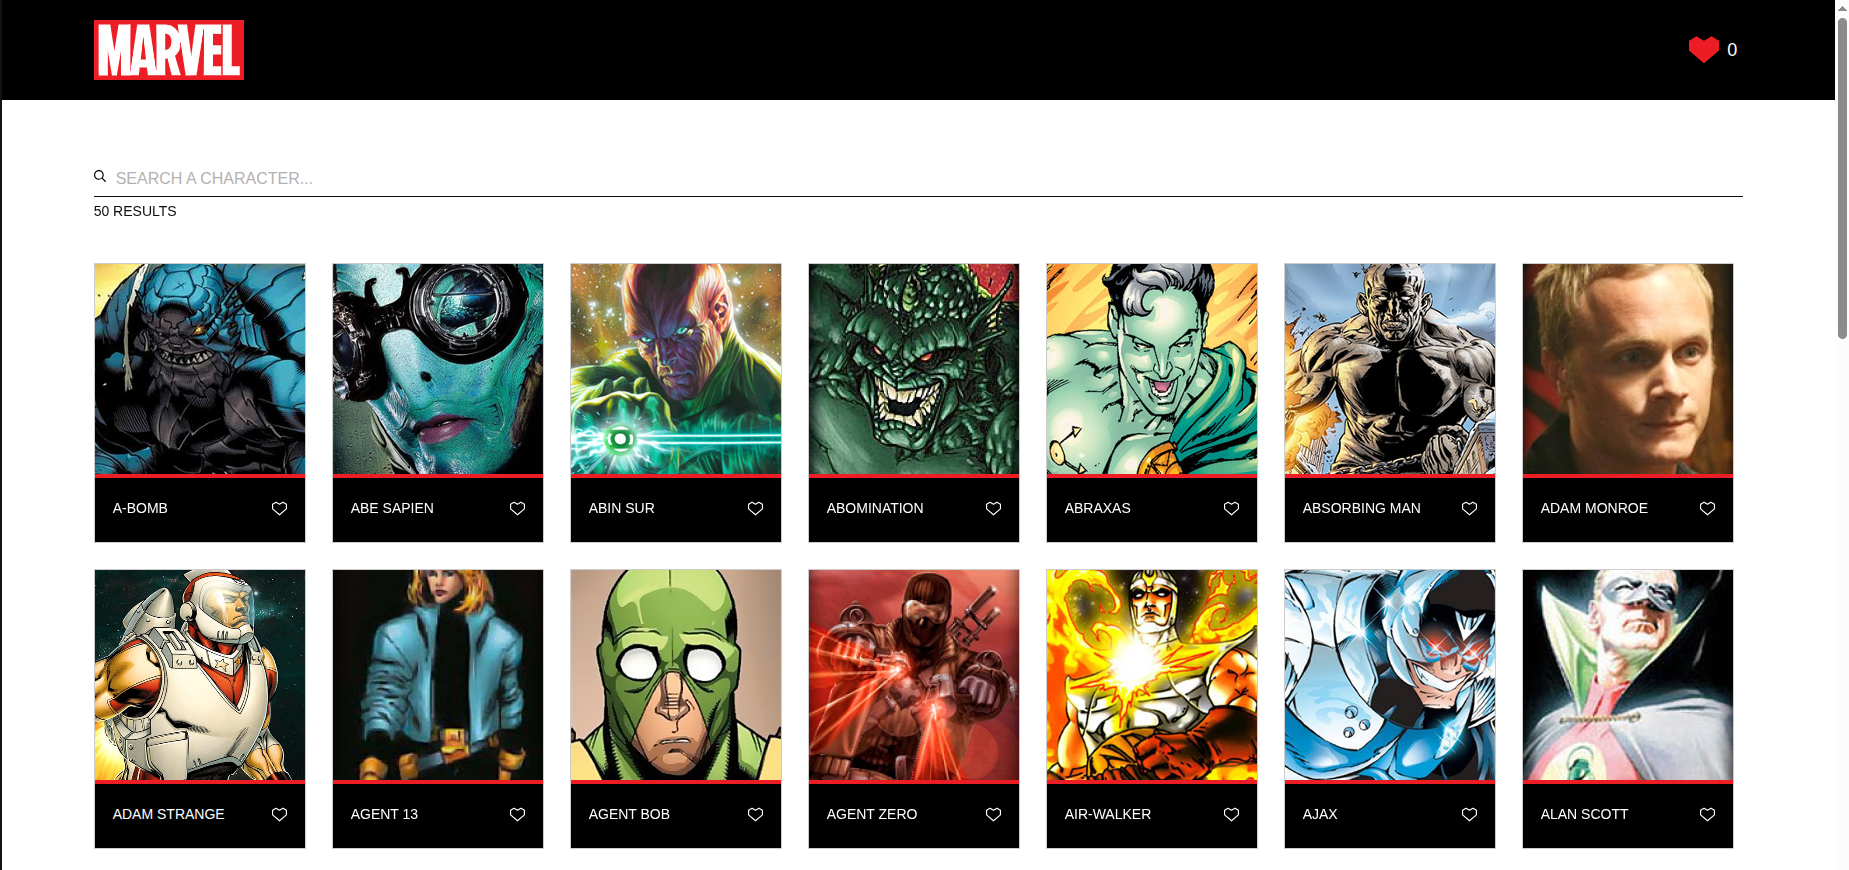 MARVEL
0
SEARCH A CHARACTER...
50 RESULTS
A-BOMB
ABE SAPIEN
ABIN SUR
ABOMINATION
ABRAXAS
ABSORBING MAN
ADAM MONROE
ADAM STRANGE
AGENT 13
AGENT BOB
AGENT ZERO
AIR-WALKER
AJAX
ALAN SCOTT